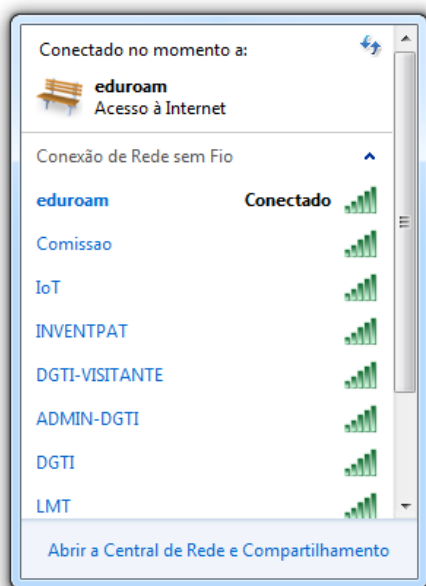 Conectado no momento a:
eduroam
Acesso à Internet
Conexão de Rede sem Fio
eduroam Conectado
Comissao
IoT
INVENTPAT
DGTI-VISITANTE
ADMIN-DGTI
DGTI
LMT
Abrir a Central de Rede e Compartilhamento